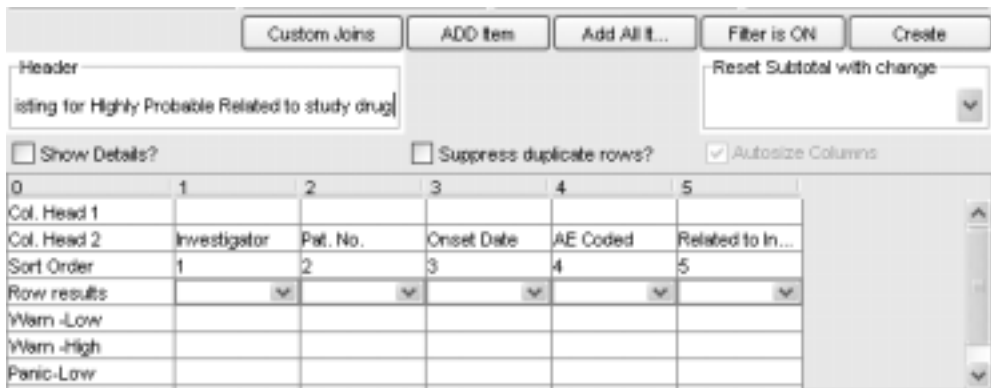 Custom Joins ADD Item Add All It... Filter is ON Create
Header Reset Subtotal with change
isting for Highly Probable Related to study drug
Show Details? Suppress duplicate rows? Autosize Columns
0 1 2 3 4 5
Col. Head 1
Col. Head 2 Investigator Pat. No. Onset Date AE Coded Related to In...
Sort Order 1 2 3 4 5
Row results
Warn -Low
Warn -High
Panic-Low